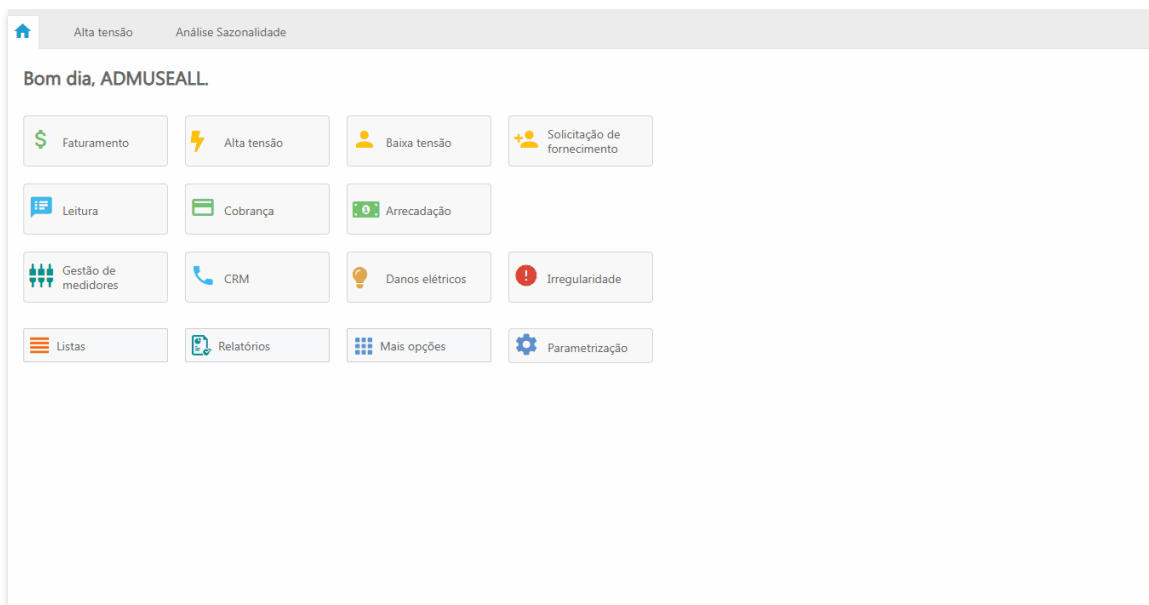 Alta tensão Análise Sazonalidade
Bom dia, ADMUSEALL.
Faturamento Alta tensão Baixa tensão Solicitação de
fornecimento
Leitura Cobrança Arrecadação
Gestão de
medidores CRM Danos elétricos Irregularidade
Listas Relatórios Mais opções Parametrização